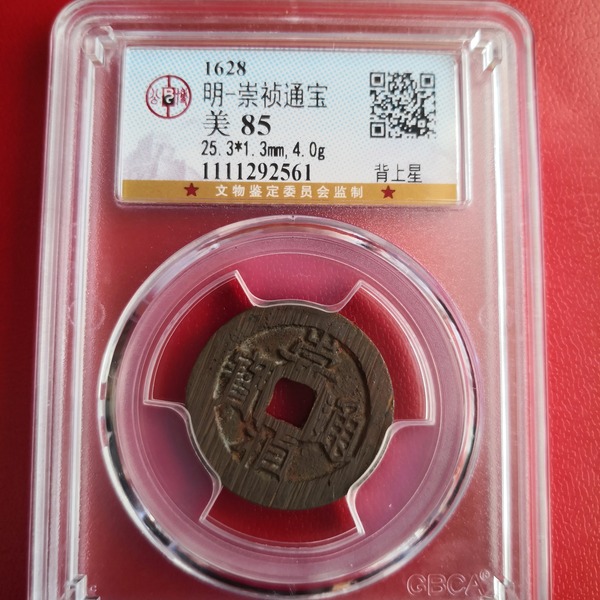 1628
明-崇祯通宝
美 85
25.3*1.3mm,4.0g
1111292561 背上星
★ 文物鉴定委员会监制 ★
崇
通 寶
禎
GBCA®